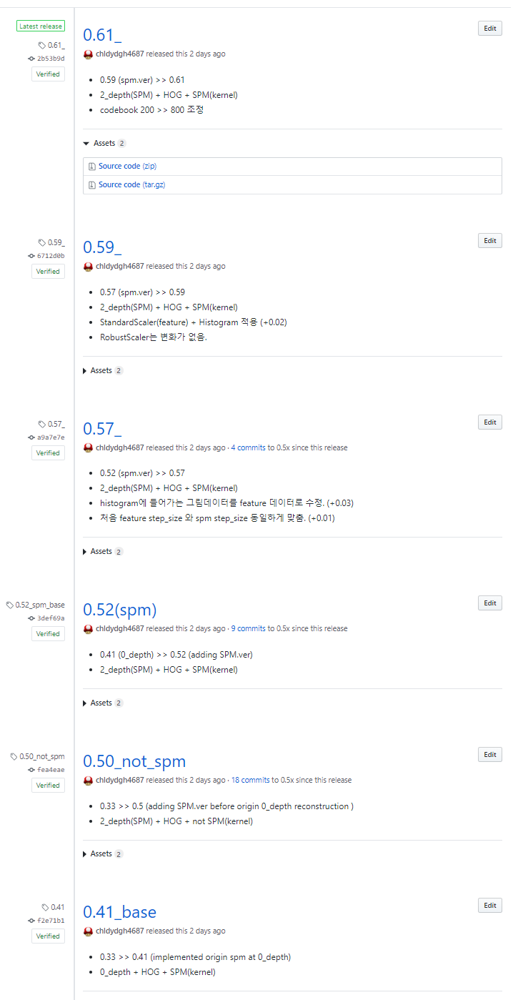 Latest release
0.61_
2b53b9d
Verified
0.61_
Edit
chldydgh4687 released this 2 days ago
0.59 (spm.ver) >> 0.61
2_depth(SPM) + HOG + SPM(kernel)
codebook 200 >> 800 조정
Assets 2
Source code (zip)
Source code (tar.gz)
0.59_
6712d0b
Verified
0.59_
Edit
chldydgh4687 released this 2 days ago
0.57 (spm.ver) >> 0.59
2_depth(SPM) + HOG + SPM(kernel)
StandardScaler(feature) + Histogram 적용 (+0.02)
RobustScaler는 변화가 없음.
Assets 2
0.57_
a9a7e7e
Verified
0.57_
Edit
chldydgh4687 released this 2 days ago · 4 commits to 0.5x since this release
0.52 (spm.ver) >> 0.57
2_depth(SPM) + HOG + SPM(kernel)
histogram에 들어가는 그림데이터를 feature 데이터로 수정. (+0.03)
처음 feature step_size 와 spm step_size 동일하게 맞춤. (+0.01)
Assets 2
0.52_spm_base
3def69a
Verified
0.52(spm)
Edit
chldydgh4687 released this 2 days ago · 9 commits to 0.5x since this release
0.41 (0_depth) >> 0.52 (adding SPM.ver)
2_depth(SPM) + HOG + SPM(kernel)
Assets 2
0.50_not_spm
fea4eae
Verified
0.50_not_spm
Edit
chldydgh4687 released this 2 days ago · 18 commits to 0.5x since this release
0.33 >> 0.5 (adding SPM.ver before origin 0_depth reconstruction )
2_depth(SPM) + HOG + not SPM(kernel)
Assets 2
0.41
f2e71b1
Verified
0.41_base
Edit
chldydgh4687 released this 2 days ago
0.33 >> 0.41 (implemented origin spm at 0_depth)
0_depth + HOG + SPM(kernel)